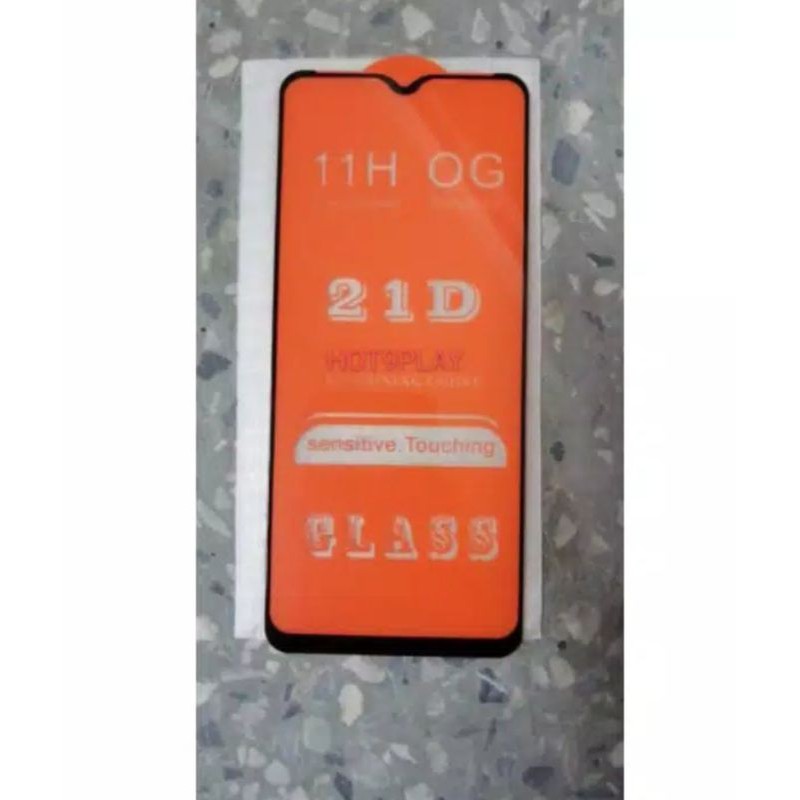 11H OG
21D
HOT9PLAY
sensitive.Touching
GLASS